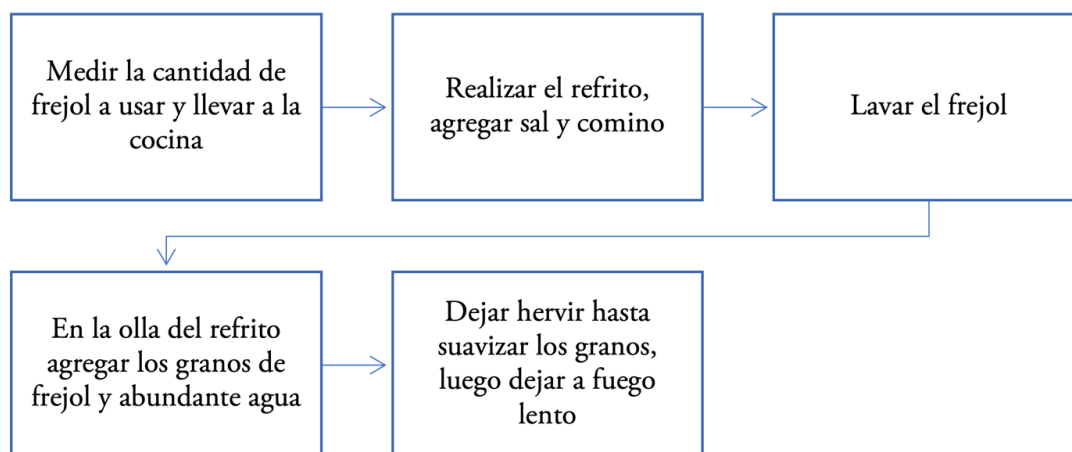 Medir la cantidad de
frejol a usar y llevar a la
cocina
Realizar el refrito,
agregar sal y comino
Lavar el frejol
En la olla del refrito
agregar los granos de
frejol y abundante agua
Dejar hervir hasta
suavizar los granos,
luego dejar a fuego
lento